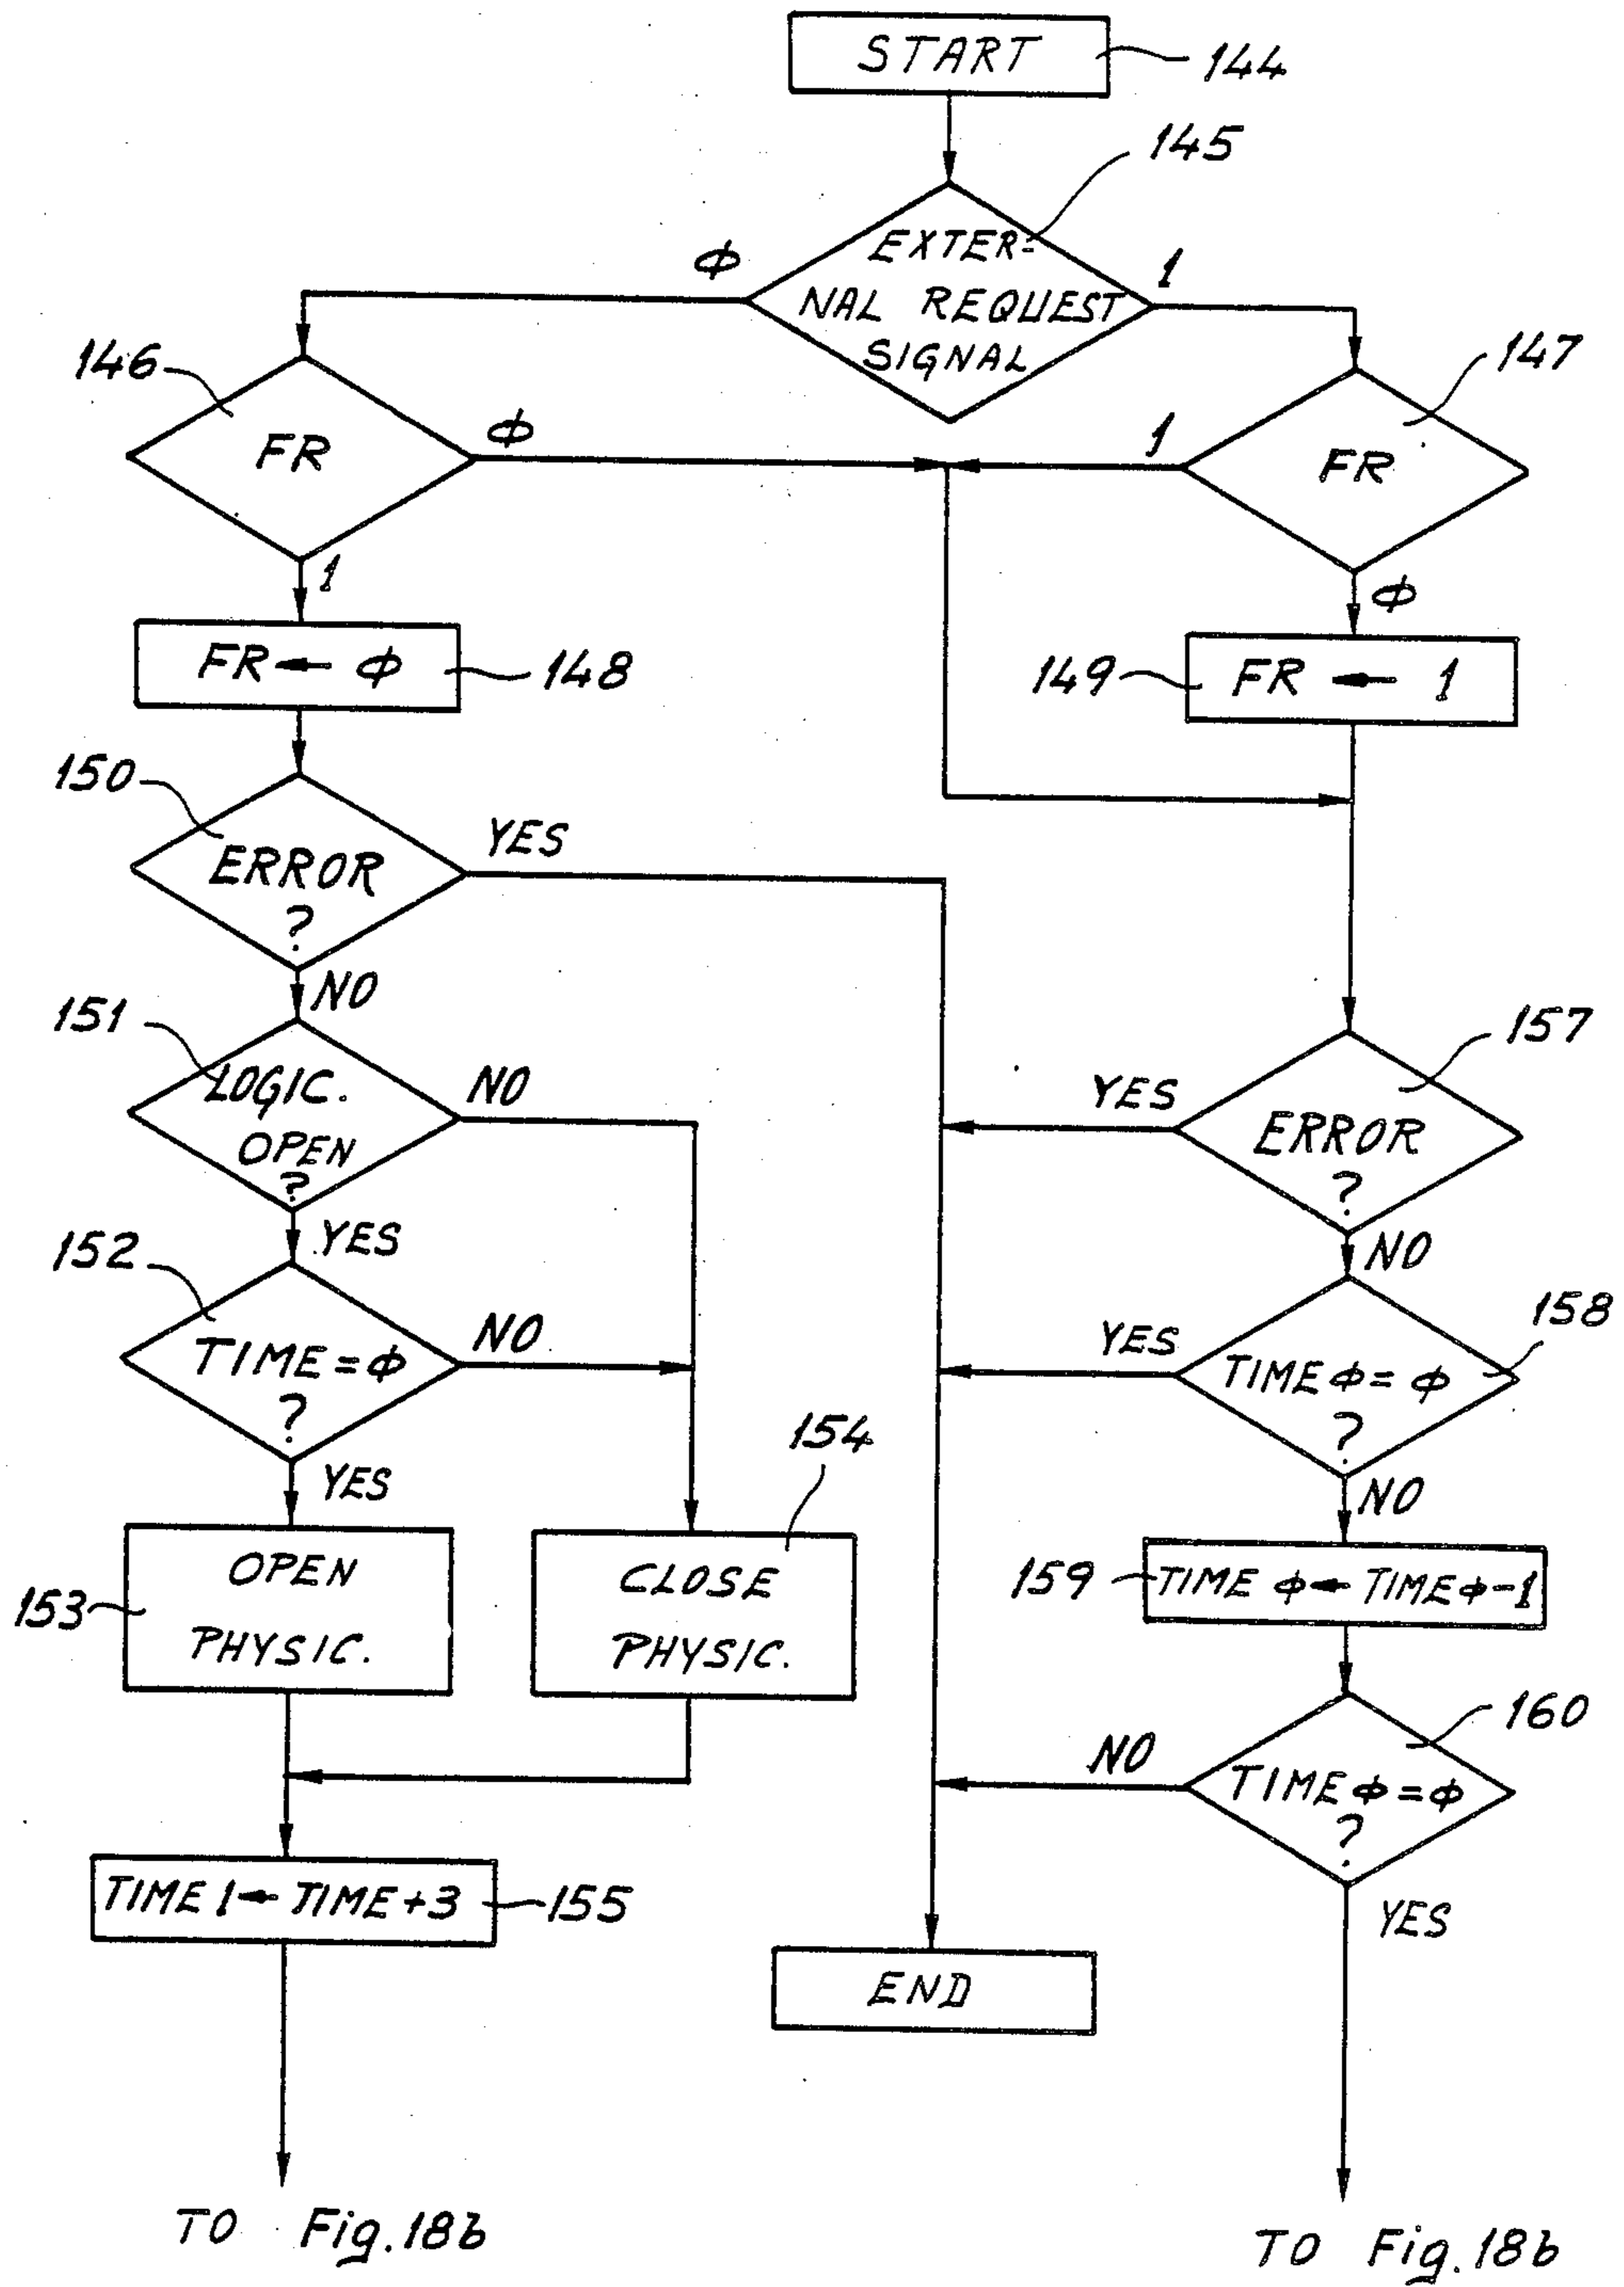 START
144
145
EXTER-
NAL REQUEST
SIGNAL
ϕ
1
146
FR
ϕ
1
147
FR
1
ϕ
FR ← ϕ
148
149
FR ← 1
150
ERROR
?
YES
NO
151
LOGIC.
OPEN
?
NO
YES
157
ERROR
?
YES
NO
152
TIME = ϕ
?
NO
YES
158
TIME ϕ = ϕ
?
YES
NO
153
OPEN
PHYSIC.
154
CLOSE
PHYSIC.
159
TIME ϕ ← TIME ϕ - 1
160
TIME ϕ = ϕ
?
NO
YES
TIME 1 ← TIME + 3
155
END
TO Fig. 18b
TO Fig. 18b